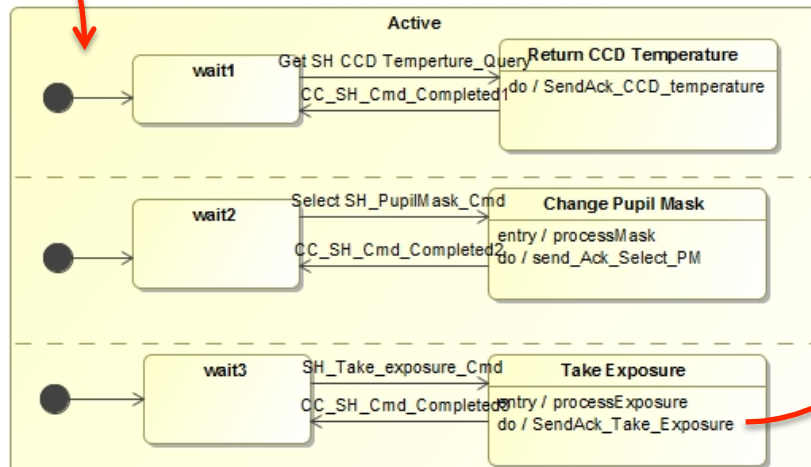 Active
wait1
Get SH CCD Temperture_Query
CC_SH_Cmd_Completed1
Return CCD Temperature
do / SendAck_CCD_temperature
wait2
Select SH_PupilMask_Cmd
CC_SH_Cmd_Completed2
Change Pupil Mask
entry / processMask
do / send_Ack_Select_PM
wait3
SH_Take_exposure_Cmd
CC_SH_Cmd_Completed3
Take Exposure
entry / processExposure
do / SendAck_Take_Exposure